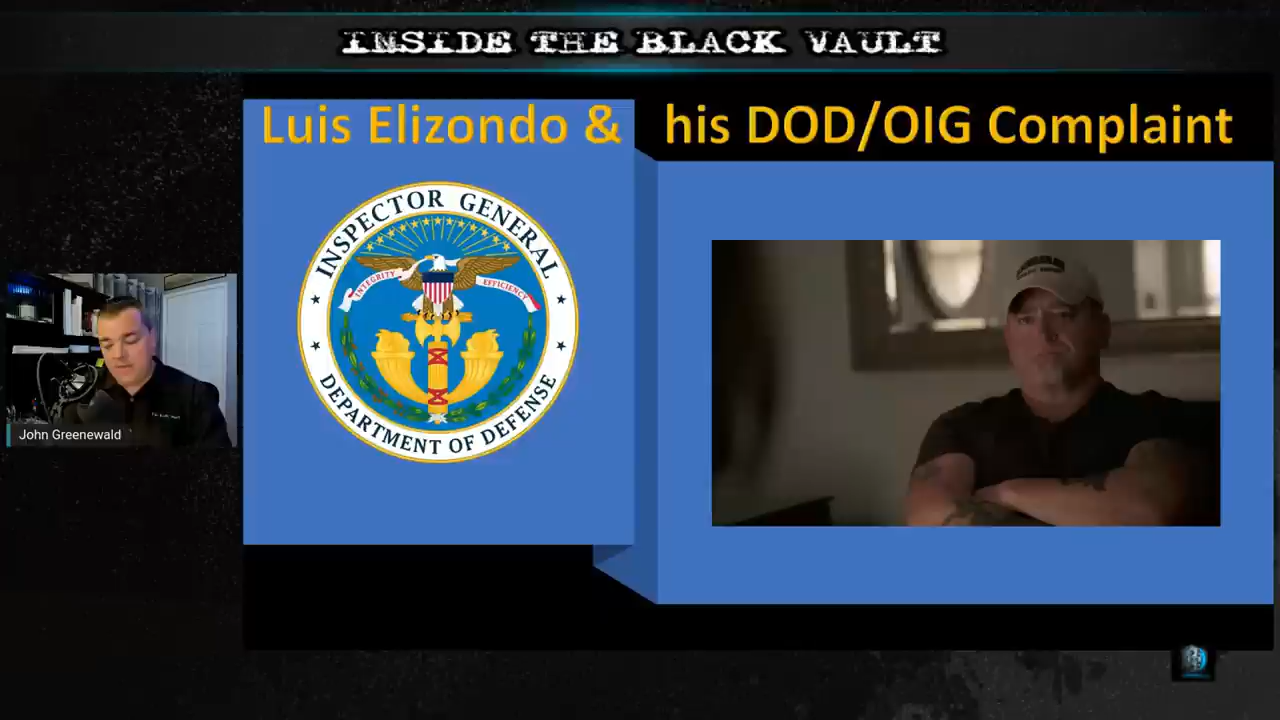 INSIDE THE BLACK VAULT
Luis Elizondo & his DOD/OIG Complaint
INSPECTOR GENERAL
INTEGRITY
EFFICIENCY
DEPARTMENT OF DEFENSE
John Greenewald